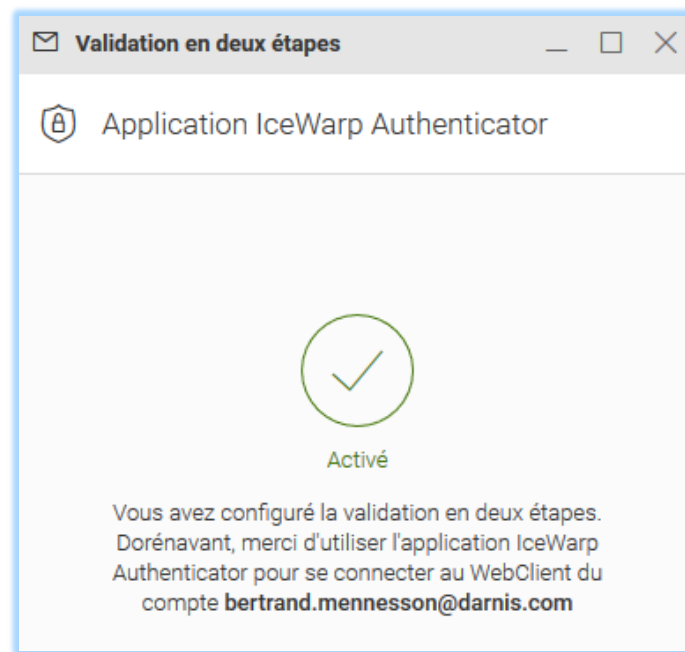 Validation en deux étapes
Application IceWarp Authenticator
Activé
Vous avez configuré la validation en deux étapes.
Dorénavant, merci d'utiliser l'application IceWarp
Authenticator pour se connecter au WebClient du
compte bertrand.mennesson@darnis.com